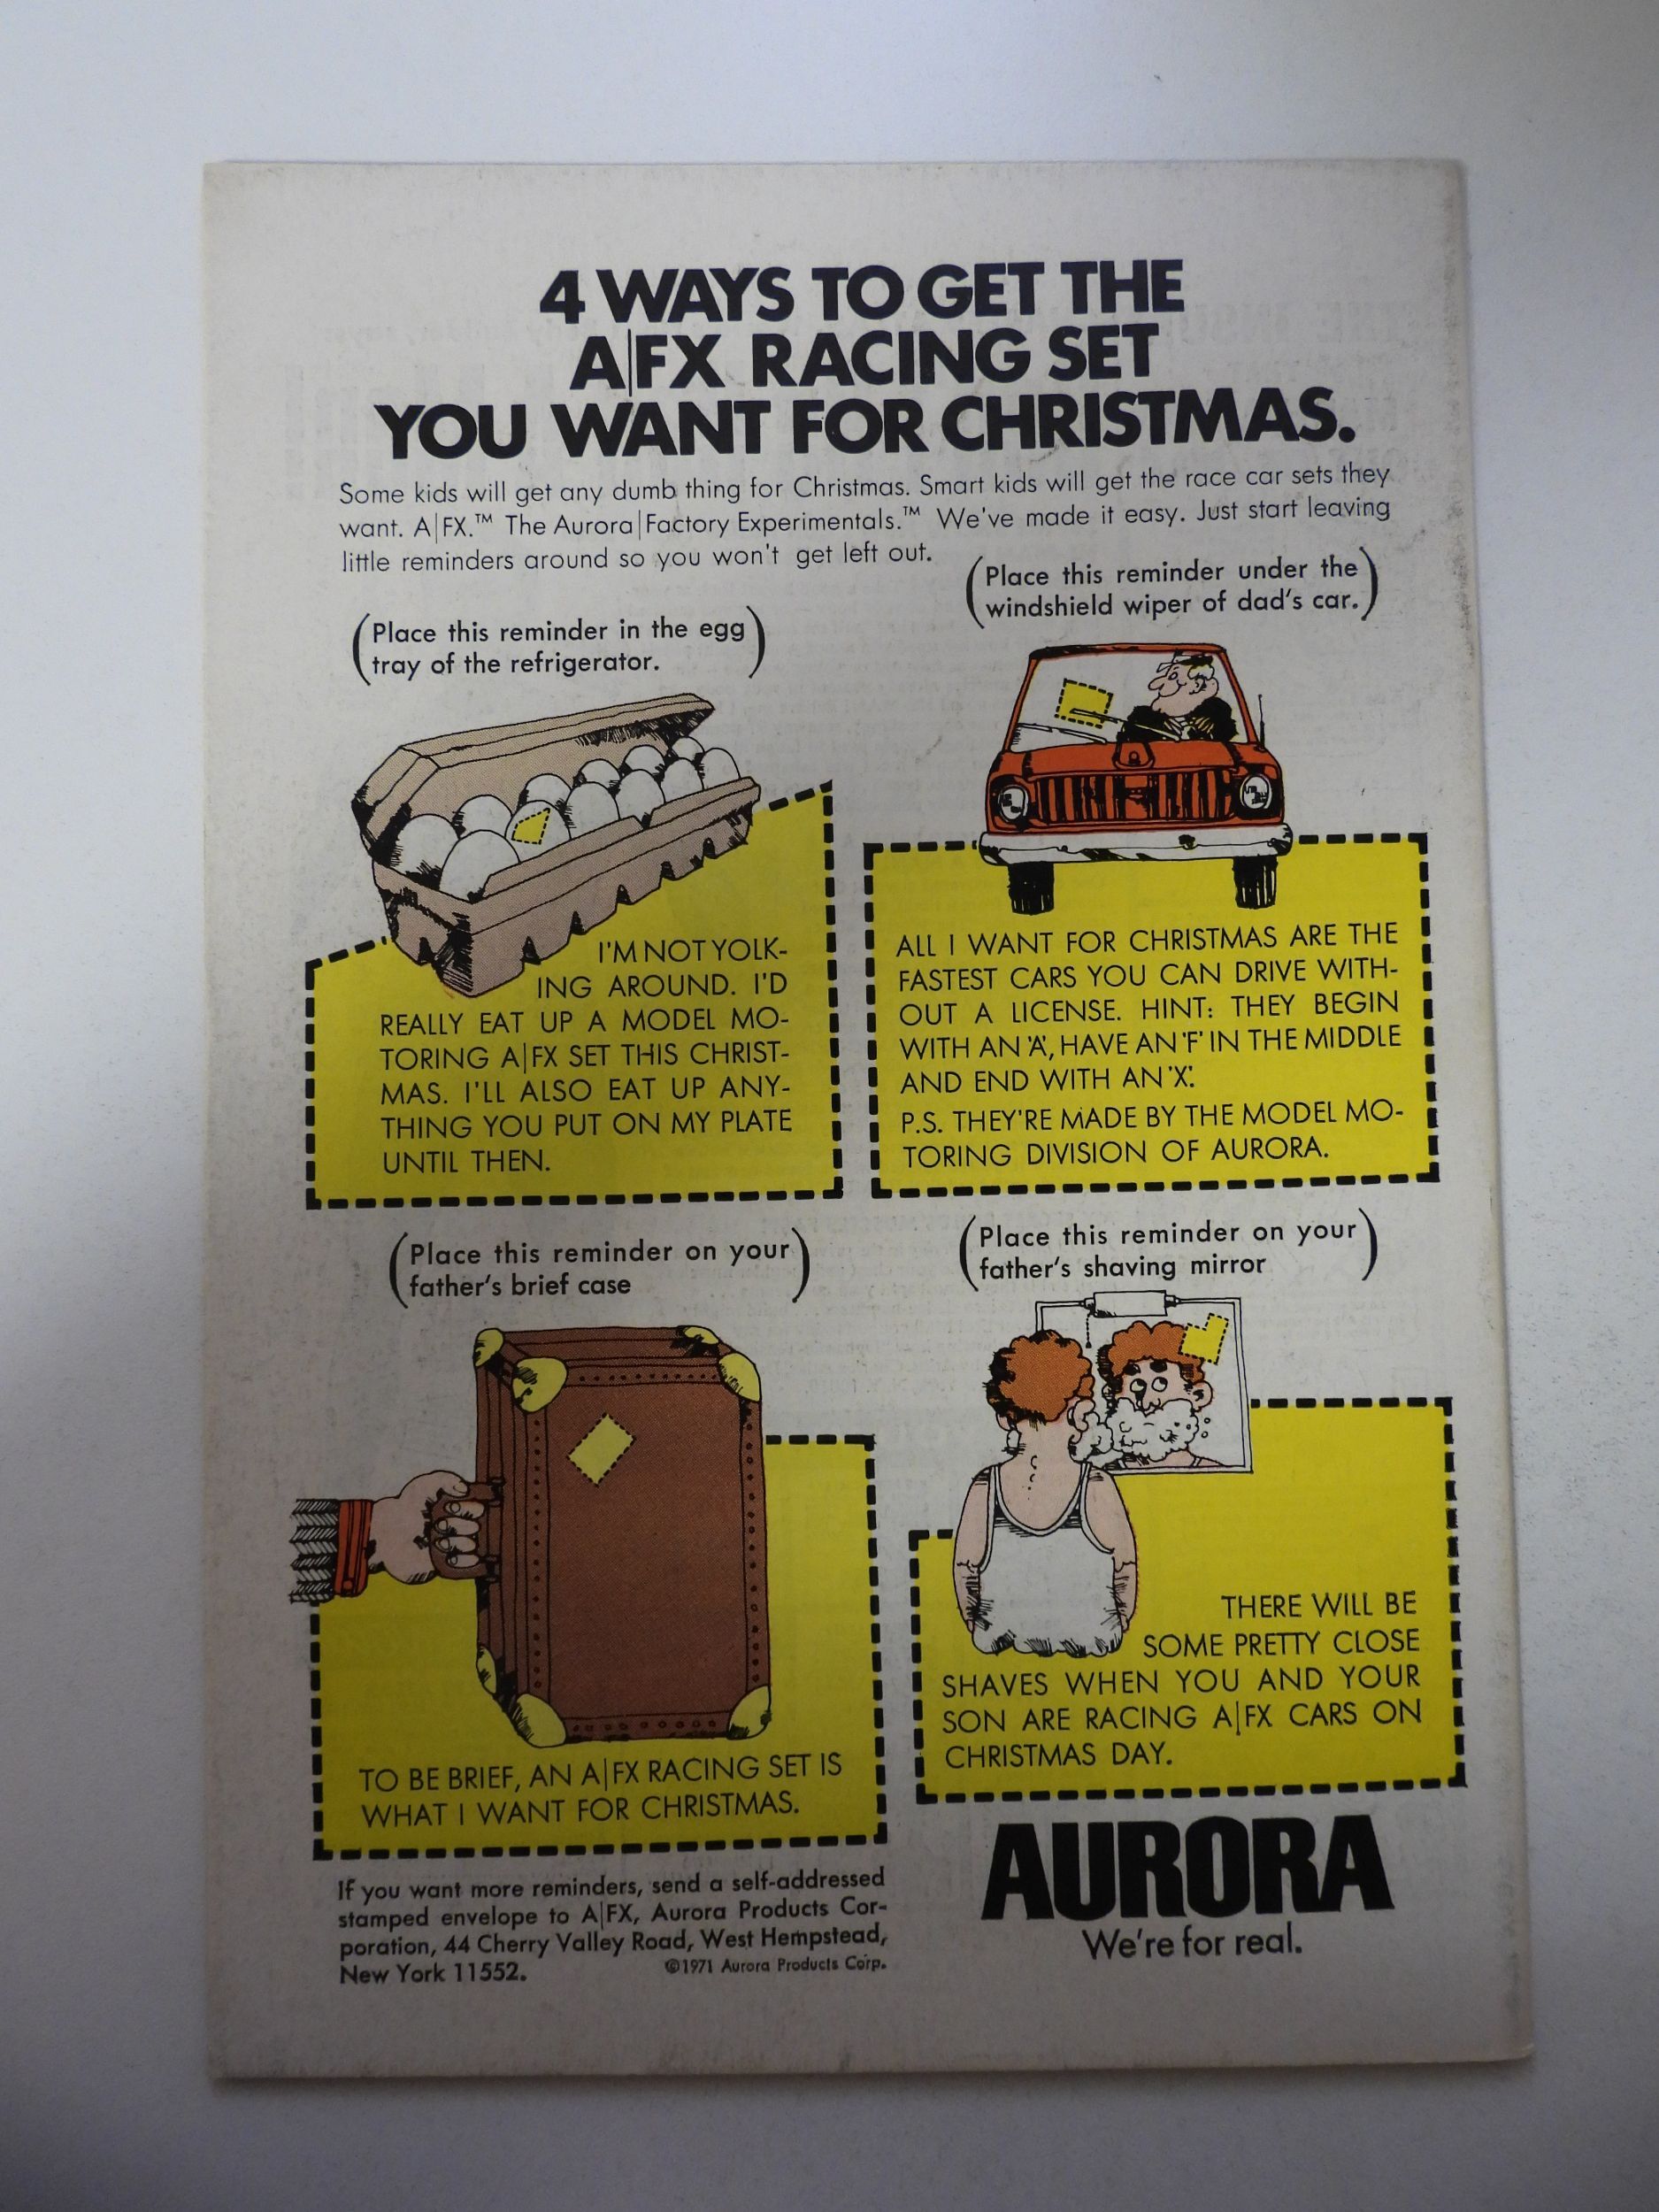 4 WAYS TO GET THE
A|FX RACING SET
YOU WANT FOR CHRISTMAS.
Some kids will get any dumb thing for Christmas. Smart kids will get the race car sets they
want. A|FX.™ The Aurora|Factory Experimentals.™ We've made it easy. Just start leaving
little reminders around so you won't get left out.
(Place this reminder in the egg
tray of the refrigerator.)
I'M NOT YOLK-
ING AROUND. I'D
REALLY EAT UP A MODEL MO-
TORING A|FX SET THIS CHRIST-
MAS. I'LL ALSO EAT UP ANY-
THING YOU PUT ON MY PLATE
UNTIL THEN.
(Place this reminder under the
windshield wiper of dad's car.)
ALL I WANT FOR CHRISTMAS ARE THE
FASTEST CARS YOU CAN DRIVE WITH-
OUT A LICENSE. HINT: THEY BEGIN
WITH AN 'A', HAVE AN 'F' IN THE MIDDLE
AND END WITH AN 'X'.
P.S. THEY'RE MADE BY THE MODEL MO-
TORING DIVISION OF AURORA.
(Place this reminder on your
father's brief case)
TO BE BRIEF, AN A|FX RACING SET IS
WHAT I WANT FOR CHRISTMAS.
(Place this reminder on your
father's shaving mirror)
THERE WILL BE
SOME PRETTY CLOSE
SHAVES WHEN YOU AND YOUR
SON ARE RACING A|FX CARS ON
CHRISTMAS DAY.
If you want more reminders, send a self-addressed
stamped envelope to A|FX, Aurora Products Cor-
poration, 44 Cherry Valley Road, West Hempstead,
New York 11552. ©1971 Aurora Products Corp.
AURORA
We're for real.